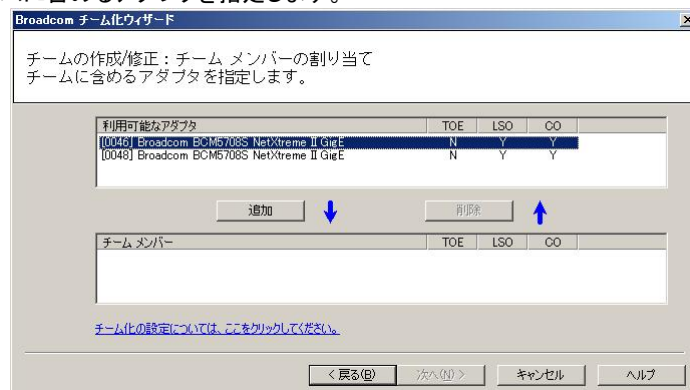 Broadcom チーム化ウィザード
チームの作成/修正：チーム メンバーの割り当て
チームに含めるアダプタを指定します。
利用可能なアダプタ TOE LSO CO
[0046] Broadcom BCM5708S NetXtreme II GigE N Y Y
[0048] Broadcom BCM5708S NetXtreme II GigE N Y Y
追加 削除
チーム メンバー TOE LSO CO
チーム化の設定については、ここをクリックしてください。
< 戻る(B) 次へ(N) > キャンセル ヘルプ